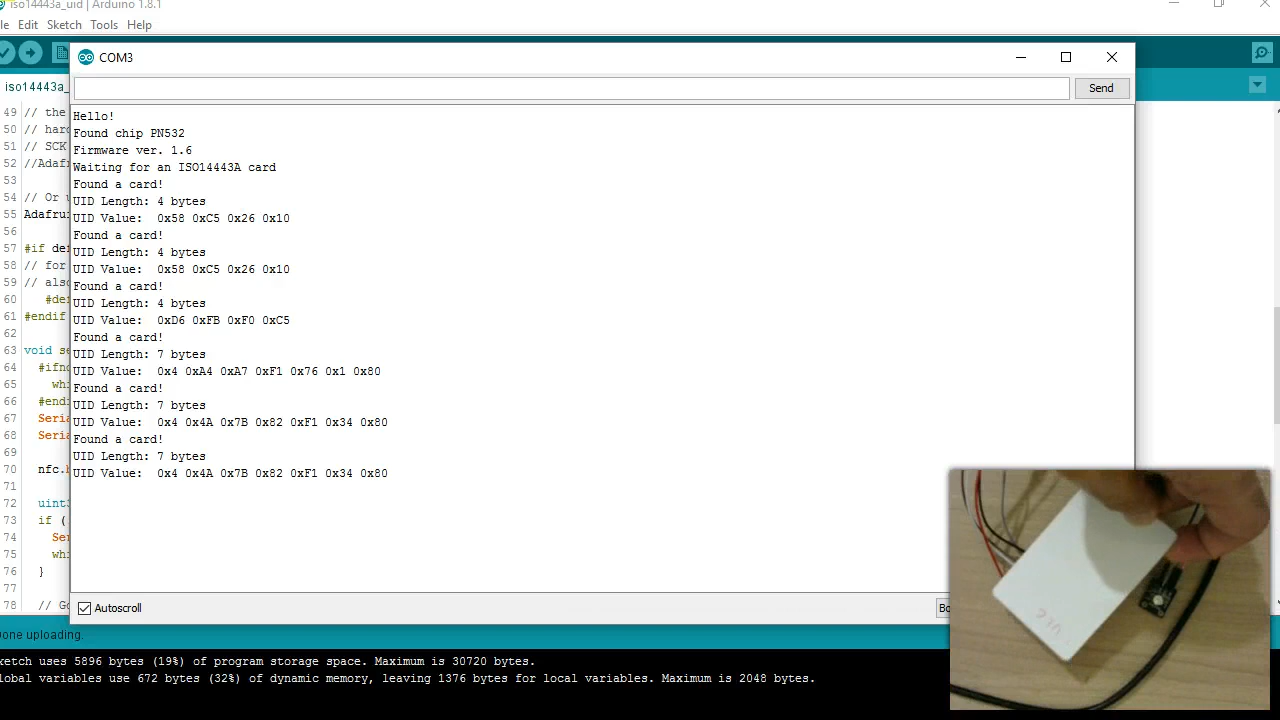 iso14443a_uid | Arduino 1.8.1
Edit Sketch Tools Help
COM3
iso14443a_
Send
Hello!
Found chip PN532
Firmware ver. 1.6
Waiting for an ISO14443A card
Found a card!
UID Length: 4 bytes
UID Value: 0x58 0xC5 0x26 0x10
Found a card!
UID Length: 4 bytes
UID Value: 0x58 0xC5 0x26 0x10
Found a card!
UID Length: 4 bytes
UID Value: 0xD6 0xFB 0xF0 0xC5
Found a card!
UID Length: 7 bytes
UID Value: 0x4 0xA4 0xA7 0xF1 0x76 0x1 0x80
Found a card!
UID Length: 7 bytes
UID Value: 0x4 0x4A 0x7B 0x82 0xF1 0x34 0x80
Found a card!
UID Length: 7 bytes
UID Value: 0x4 0x4A 0x7B 0x82 0xF1 0x34 0x80
49 // the
50 // hard
51 // SCK
52 //Adafr
53
54 // Or u
55 Adafrui
56
57 #if def
58 // for
59 // also
60 #def
61 #endif
62
63 void se
64 #ifnd
65 whi
66 #endi
67 Seria
68 Seria
69
70 nfc.b
71
72 uint3
73 if (
74 Ser
75 whi
76 }
77
78 // Go
Autoscroll
Done uploading.
ketch uses 5896 bytes (19%) of program storage space. Maximum is 30720 bytes.
lobal variables use 672 bytes (32%) of dynamic memory, leaving 1376 bytes for local variables. Maximum is 2048 bytes.